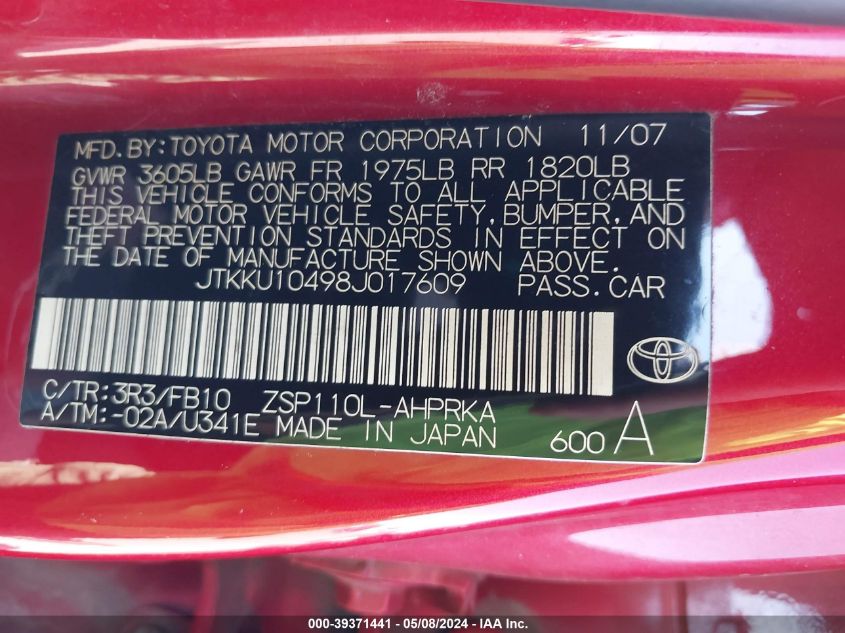 MFD.BY:TOYOTA MOTOR CORPORATION 11/07
GVWR 3605LB GAWR FR 1975LB RR 1820LB
THIS VEHICLE CONFORMS TO ALL APPLICABLE
FEDERAL MOTOR VEHICLE SAFETY,BUMPER,AND
THEFT PREVENTION STANDARDS IN EFFECT ON
THE DATE OF MANUFACTURE SHOWN ABOVE.
JTKKU10498J017609 PASS.CAR
C/TR:3R3/FB10 ZSP110L-AHPRKA
A/TM:-02A/U341E MADE IN JAPAN 600 A
000-39371441 - 05/08/2024 - IAA Inc.